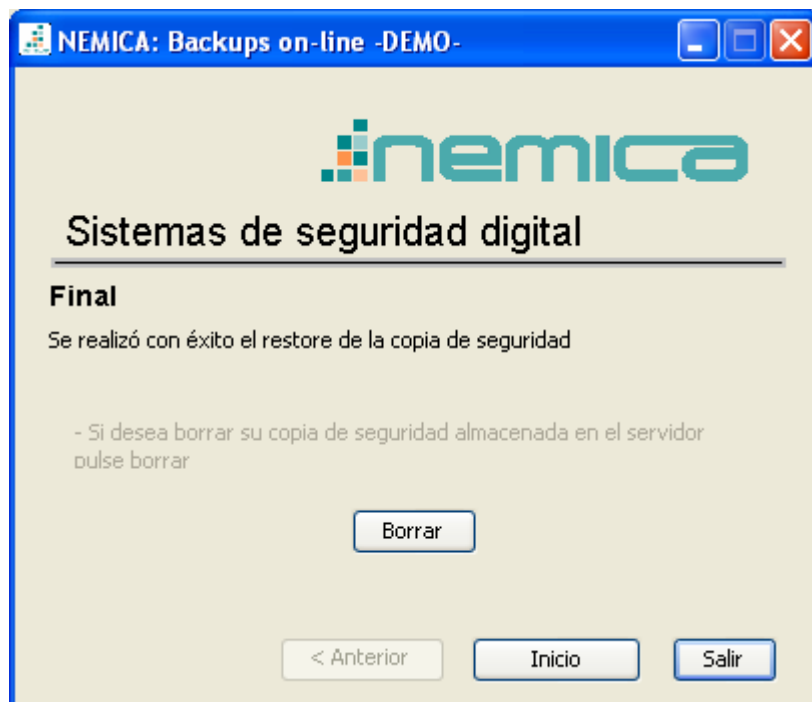 NEMICA: Backups on-line -DEMO-
nemica
Sistemas de seguridad digital
Final
Se realizó con éxito el restore de la copia de seguridad
- Si desea borrar su copia de seguridad almacenada en el servidor
pulse borrar
Borrar
< Anterior
Inicio
Salir